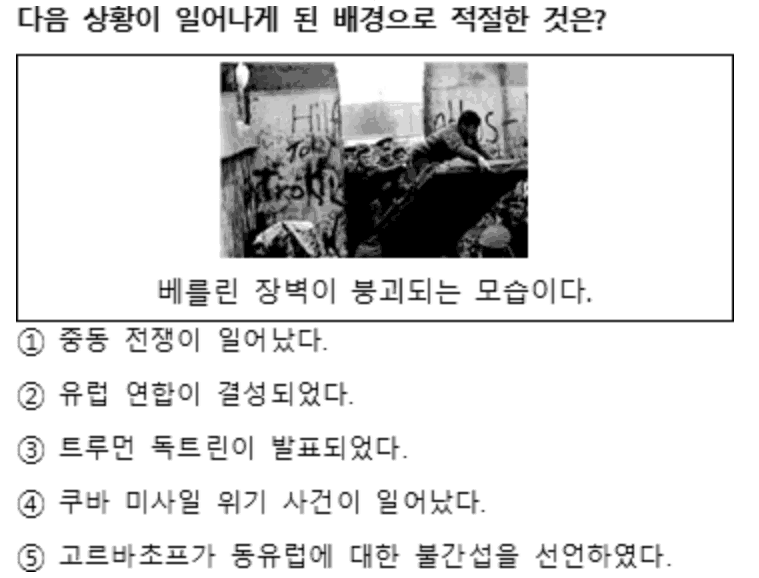 다음 상황이 일어나게 된 배경으로 적절한 것은?
베를린 장벽이 붕괴되는 모습이다.
① 중동 전쟁이 일어났다.
② 유럽 연합이 결성되었다.
③ 트루먼 독트린이 발표되었다.
④ 쿠바 미사일 위기 사건이 일어났다.
⑤ 고르바초프가 동유럽에 대한 불간섭을 선언하였다.